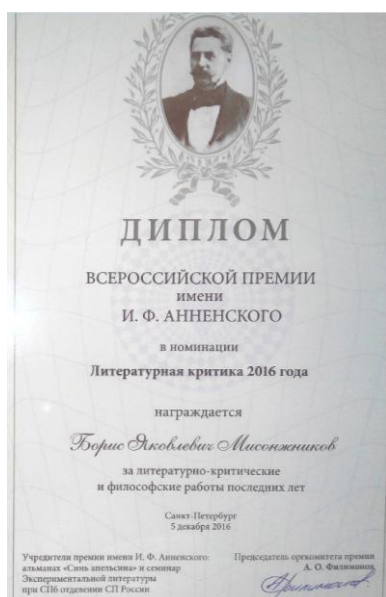 ДИПЛОМ
ВСЕРОССИЙСКОЙ ПРЕМИИ
имени
И. Ф. АННЕНСКОГО
в номинации
Литературная критика 2016 года
награждается
Борис Яковлевич Мисонжников
за литературно-критические
и философские работы последних лет
Санкт-Петербург
5 декабря 2016
Учредители премии имени И. Ф. Анненского:
альманах «Синь апельсина» и семинар
Экспериментальной литературы
при СПб отделении СП России
Председатель оргкомитета премии
А. О. Филимонов